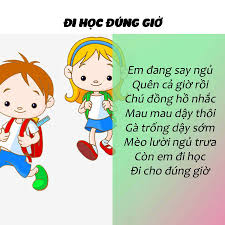 ĐI HỌC ĐÚNG GIỜ
Em đang say ngủ
Quên cả giờ rồi
Chú đồng hồ nhắc
Mau mau dậy thôi
Gà trống dậy sớm
Mèo lười ngủ trưa
Còn em đi học
Đi cho đúng giờ